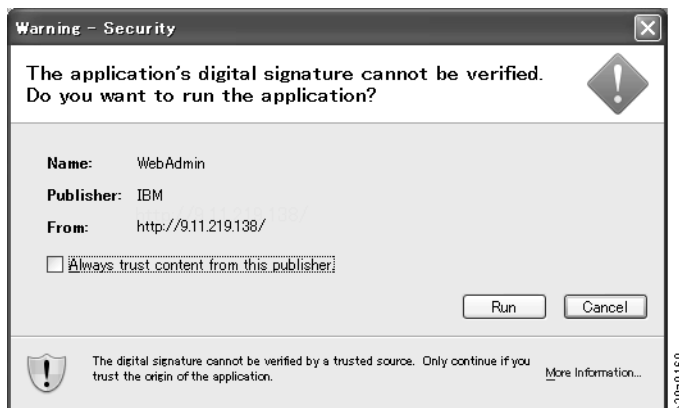 Warning - Security
The application's digital signature cannot be verified.
Do you want to run the application?
Name: WebAdmin
Publisher: IBM
From: http://9.11.219.138/
Always trust content from this publisher.
Run Cancel
The digital signature cannot be verified by a trusted source. Only continue if you
trust the origin of the application.
More Information...